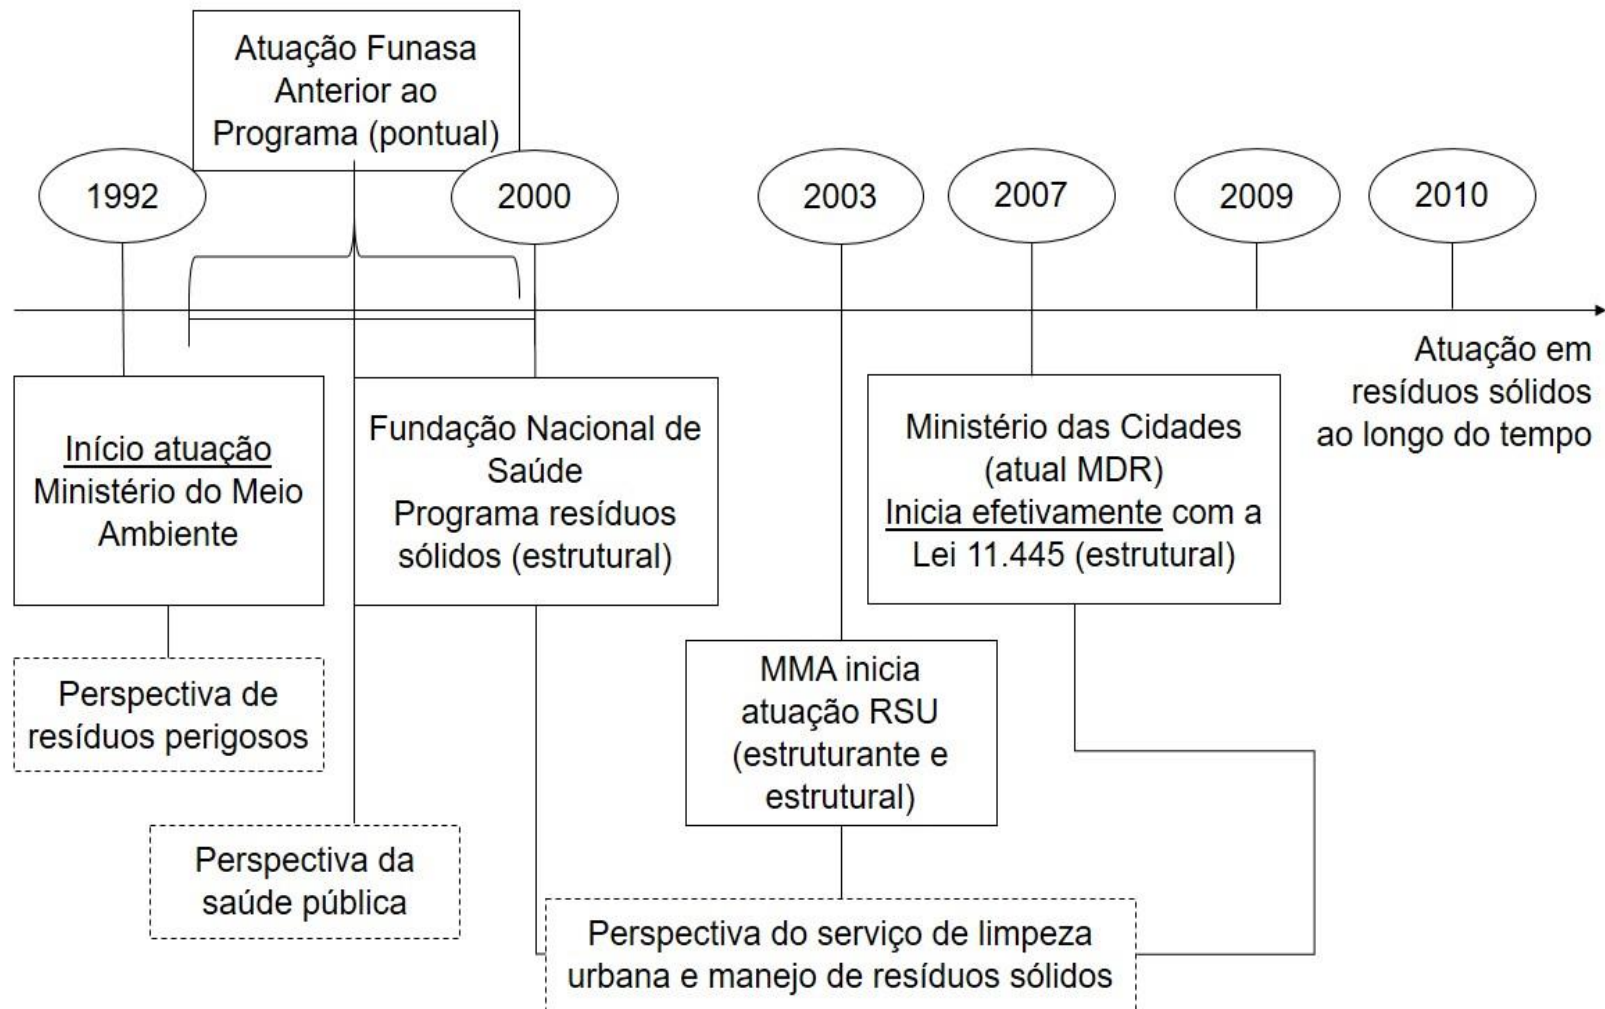 Atuação Funasa
Anterior ao
Programa (pontual)
1992
2000
2003
2007
2009
2010
Atuação em
resíduos sólidos
ao longo do tempo
Início atuação
Ministério do Meio
Ambiente
Fundação Nacional de
Saúde
Programa resíduos
sólidos (estrutural)
Ministério das Cidades
(atual MDR)
Inicia efetivamente com a
Lei 11.445 (estrutural)
MMA inicia
atuação RSU
(estruturante e
estrutural)
Perspectiva de
resíduos perigosos
Perspectiva da
saúde pública
Perspectiva do serviço de limpeza
urbana e manejo de resíduos sólidos